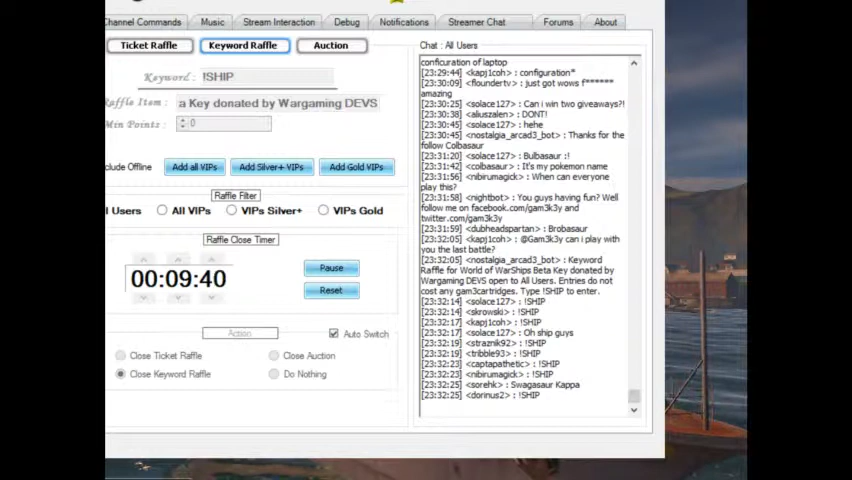 Channel Commands Music Stream Interaction Debug Notifications Streamer Chat Forums About
Ticket Raffle Keyword Raffle Auction
Keyword: !SHIP
Raffle Item: a Key donated by Wargaming DEVS
Min Points: 0
clude Offline Add all VIPs Add Silver+ VIPs Add Gold VIPs
Raffle Filter
ll Users All VIPs VIPs Silver+ VIPs Gold
Raffle Close Timer
00:09:40
Pause
Reset
Action Auto Switch
Close Ticket Raffle Close Auction
Close Keyword Raffle Do Nothing
Chat : All Users
conficuration of laptop
[23:29:44] <kapj1coh> : configuration*
[23:30:09] <floundertv> : just got wows f******
amazing
[23:30:25] <solace127> : Can i win two giveaways?!
[23:30:38] <aliuszalen> : DONT!
[23:30:45] <solace127> : hehe
[23:30:45] <nostalgia_arcad3_bot> : Thanks for the
follow Colbasaur
[23:31:20] <solace127> : Bulbasaur :!
[23:31:42] <colbasaur> : It's my pokemon name
[23:31:56] <nibirumagick> : When can everyone
play this?
[23:31:58] <nightbot> : You guys having fun? Well
follow me on facebook.com/gam3k3y and
twitter.com/gam3k3y
[23:31:59] <dubheadspartan> : Brobasaur
[23:32:05] <kapj1coh> : @Gam3k3y can i play with
you the last battle?
[23:32:05] <nostalgia_arcad3_bot> : Keyword
Raffle for World of WarShips Beta Key donated by
Wargaming DEVS open to All Users. Entries do not
cost any gam3cartridges. Type !SHIP to enter.
[23:32:14] <solace127> : !SHIP
[23:32:14] <skrowski> : !SHIP
[23:32:17] <kapj1coh> : !SHIP
[23:32:17] <solace127> : Oh ship guys
[23:32:19] <straznik92> : !SHIP
[23:32:19] <tribble93> : !SHIP
[23:32:23] <captapathetic> : !SHIP
[23:32:23] <nibirumagick> : !SHIP
[23:32:25] <sorehk> : Swagasaur Kappa
[23:32:25] <dorinus2> : !SHIP